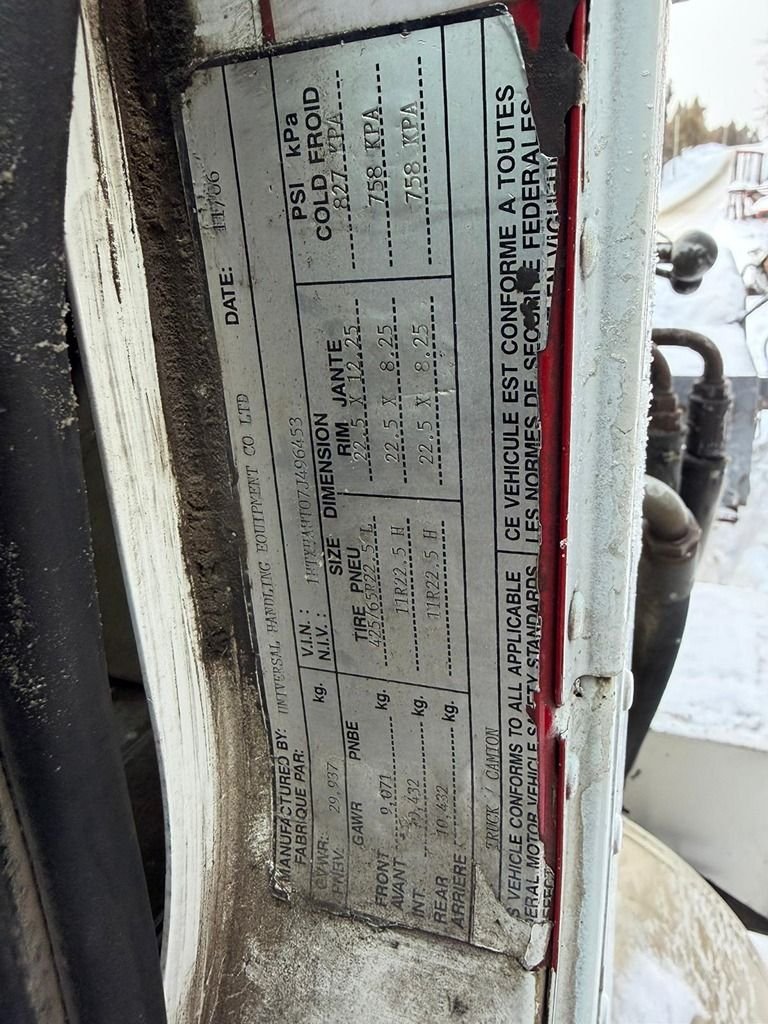 MANUFACTURED BY: UNIVERSAL HANDLING EQUIPMENT CO LTD DATE: 11/06
FABRIQUE PAR:
GVWR: 29,937 kg. V.I.N. :
PNBV: N.I.V. :
SIZE DIMENSION PSI kPa
GAWR PNBE TIRE PNEU RIM JANTE COLD FROID
FRONT 9,071 kg. 425/65R22.5 L 22.5 X 12.25 827 KPA
AVANT
INT. 10,432 kg. 11R22.5 H 22.5 X 8.25 758 KPA
REAR 10,432 kg. 11R22.5 H 22.5 X 8.25 758 KPA
ARRIERE
TRUCK / CAMION
S VEHICLE CONFORMS TO ALL APPLICABLE CE VEHICULE EST CONFORME A TOUTES
ERAL MOTOR VEHICLE SAFETY STANDARDS LES NORMES DE SECURITE FEDERALES
EN VIGUEUR